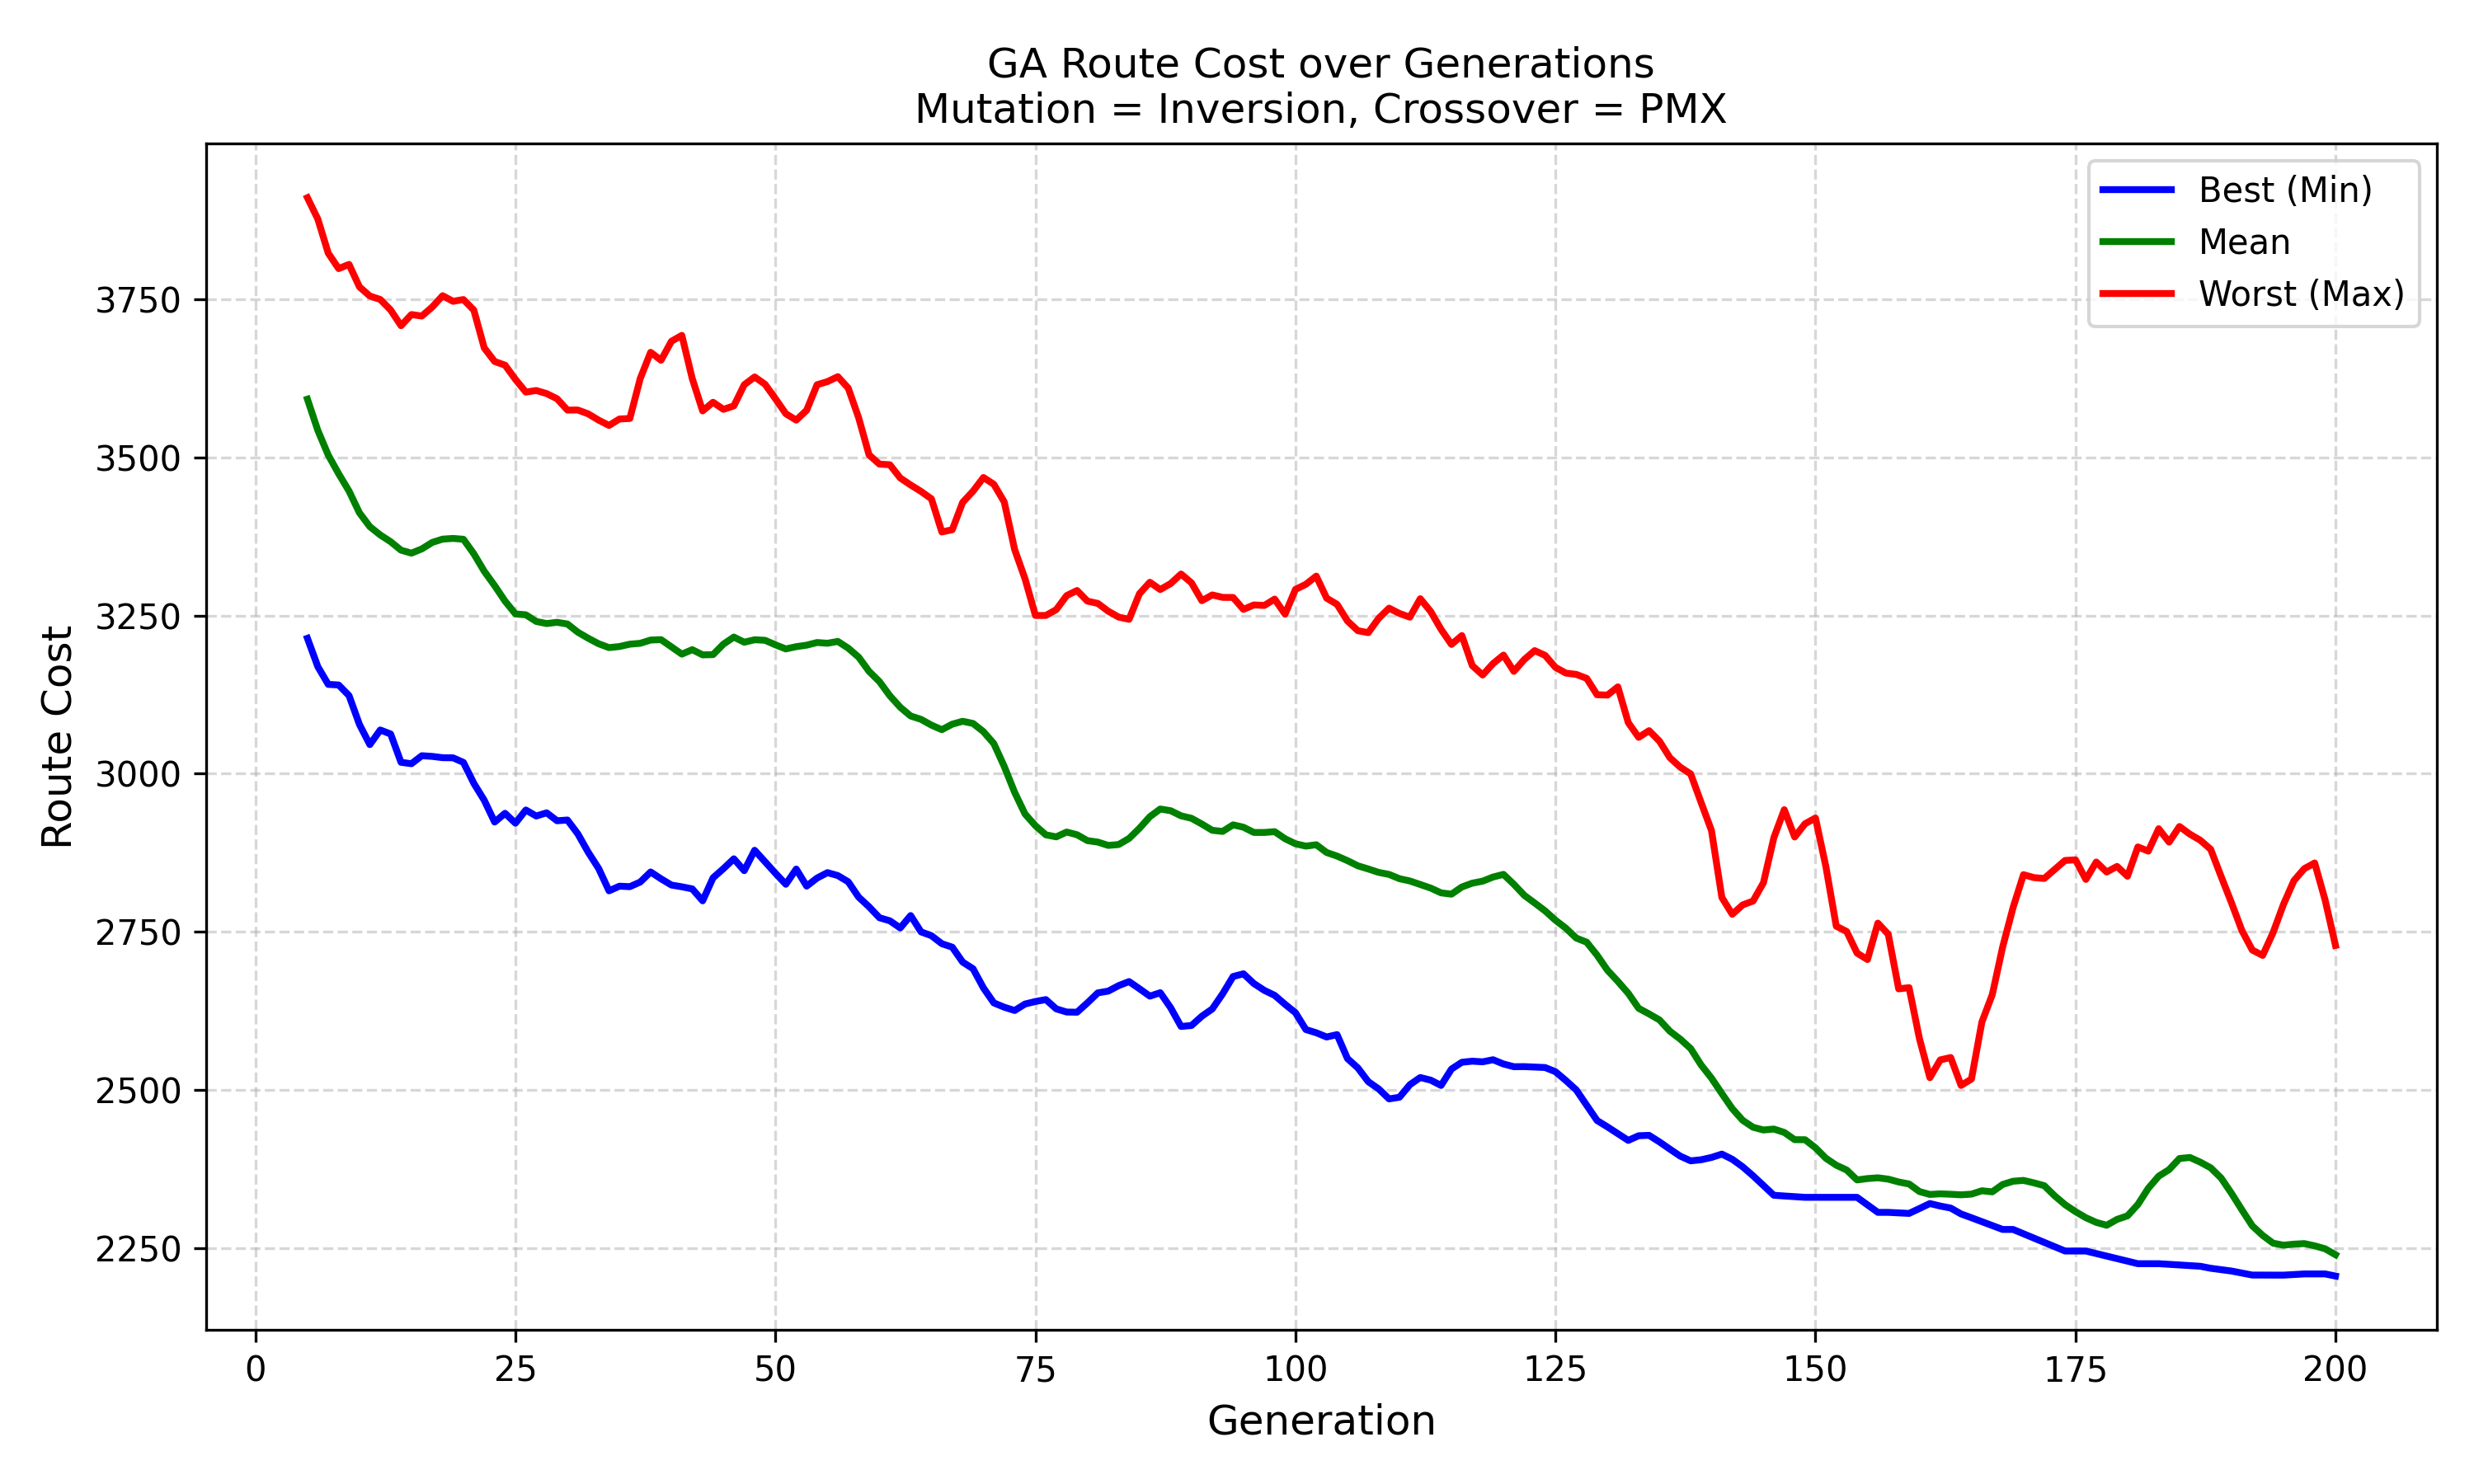 GA Route Cost over Generations
Mutation = Inversion, Crossover = PMX
Best (Min)
Mean
Worst (Max)
Route Cost
3750
3500
3250
3000
2750
2500
2250
0 25 50 75 100 125 150 175 200
Generation